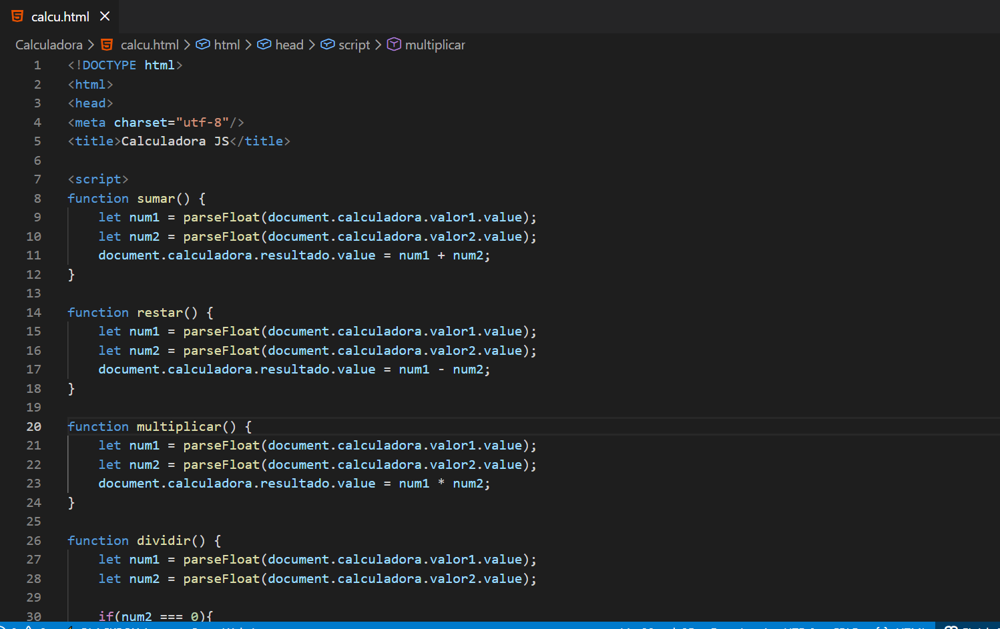 calcu.html
Calculadora > calcu.html > html > head > script > multiplicar
1 <!DOCTYPE html>
2 <html>
3 <head>
4 <meta charset="utf-8"/>
5 <title>Calculadora JS</title>
6
7 <script>
8 function sumar() {
9     let num1 = parseFloat(document.calculadora.valor1.value);
10     let num2 = parseFloat(document.calculadora.valor2.value);
11     document.calculadora.resultado.value = num1 + num2;
12 }
13
14 function restar() {
15     let num1 = parseFloat(document.calculadora.valor1.value);
16     let num2 = parseFloat(document.calculadora.valor2.value);
17     document.calculadora.resultado.value = num1 - num2;
18 }
19
20 function multiplicar() {
21     let num1 = parseFloat(document.calculadora.valor1.value);
22     let num2 = parseFloat(document.calculadora.valor2.value);
23     document.calculadora.resultado.value = num1 * num2;
24 }
25
26 function dividir() {
27     let num1 = parseFloat(document.calculadora.valor1.value);
28     let num2 = parseFloat(document.calculadora.valor2.value);
29
30     if(num2 === 0){